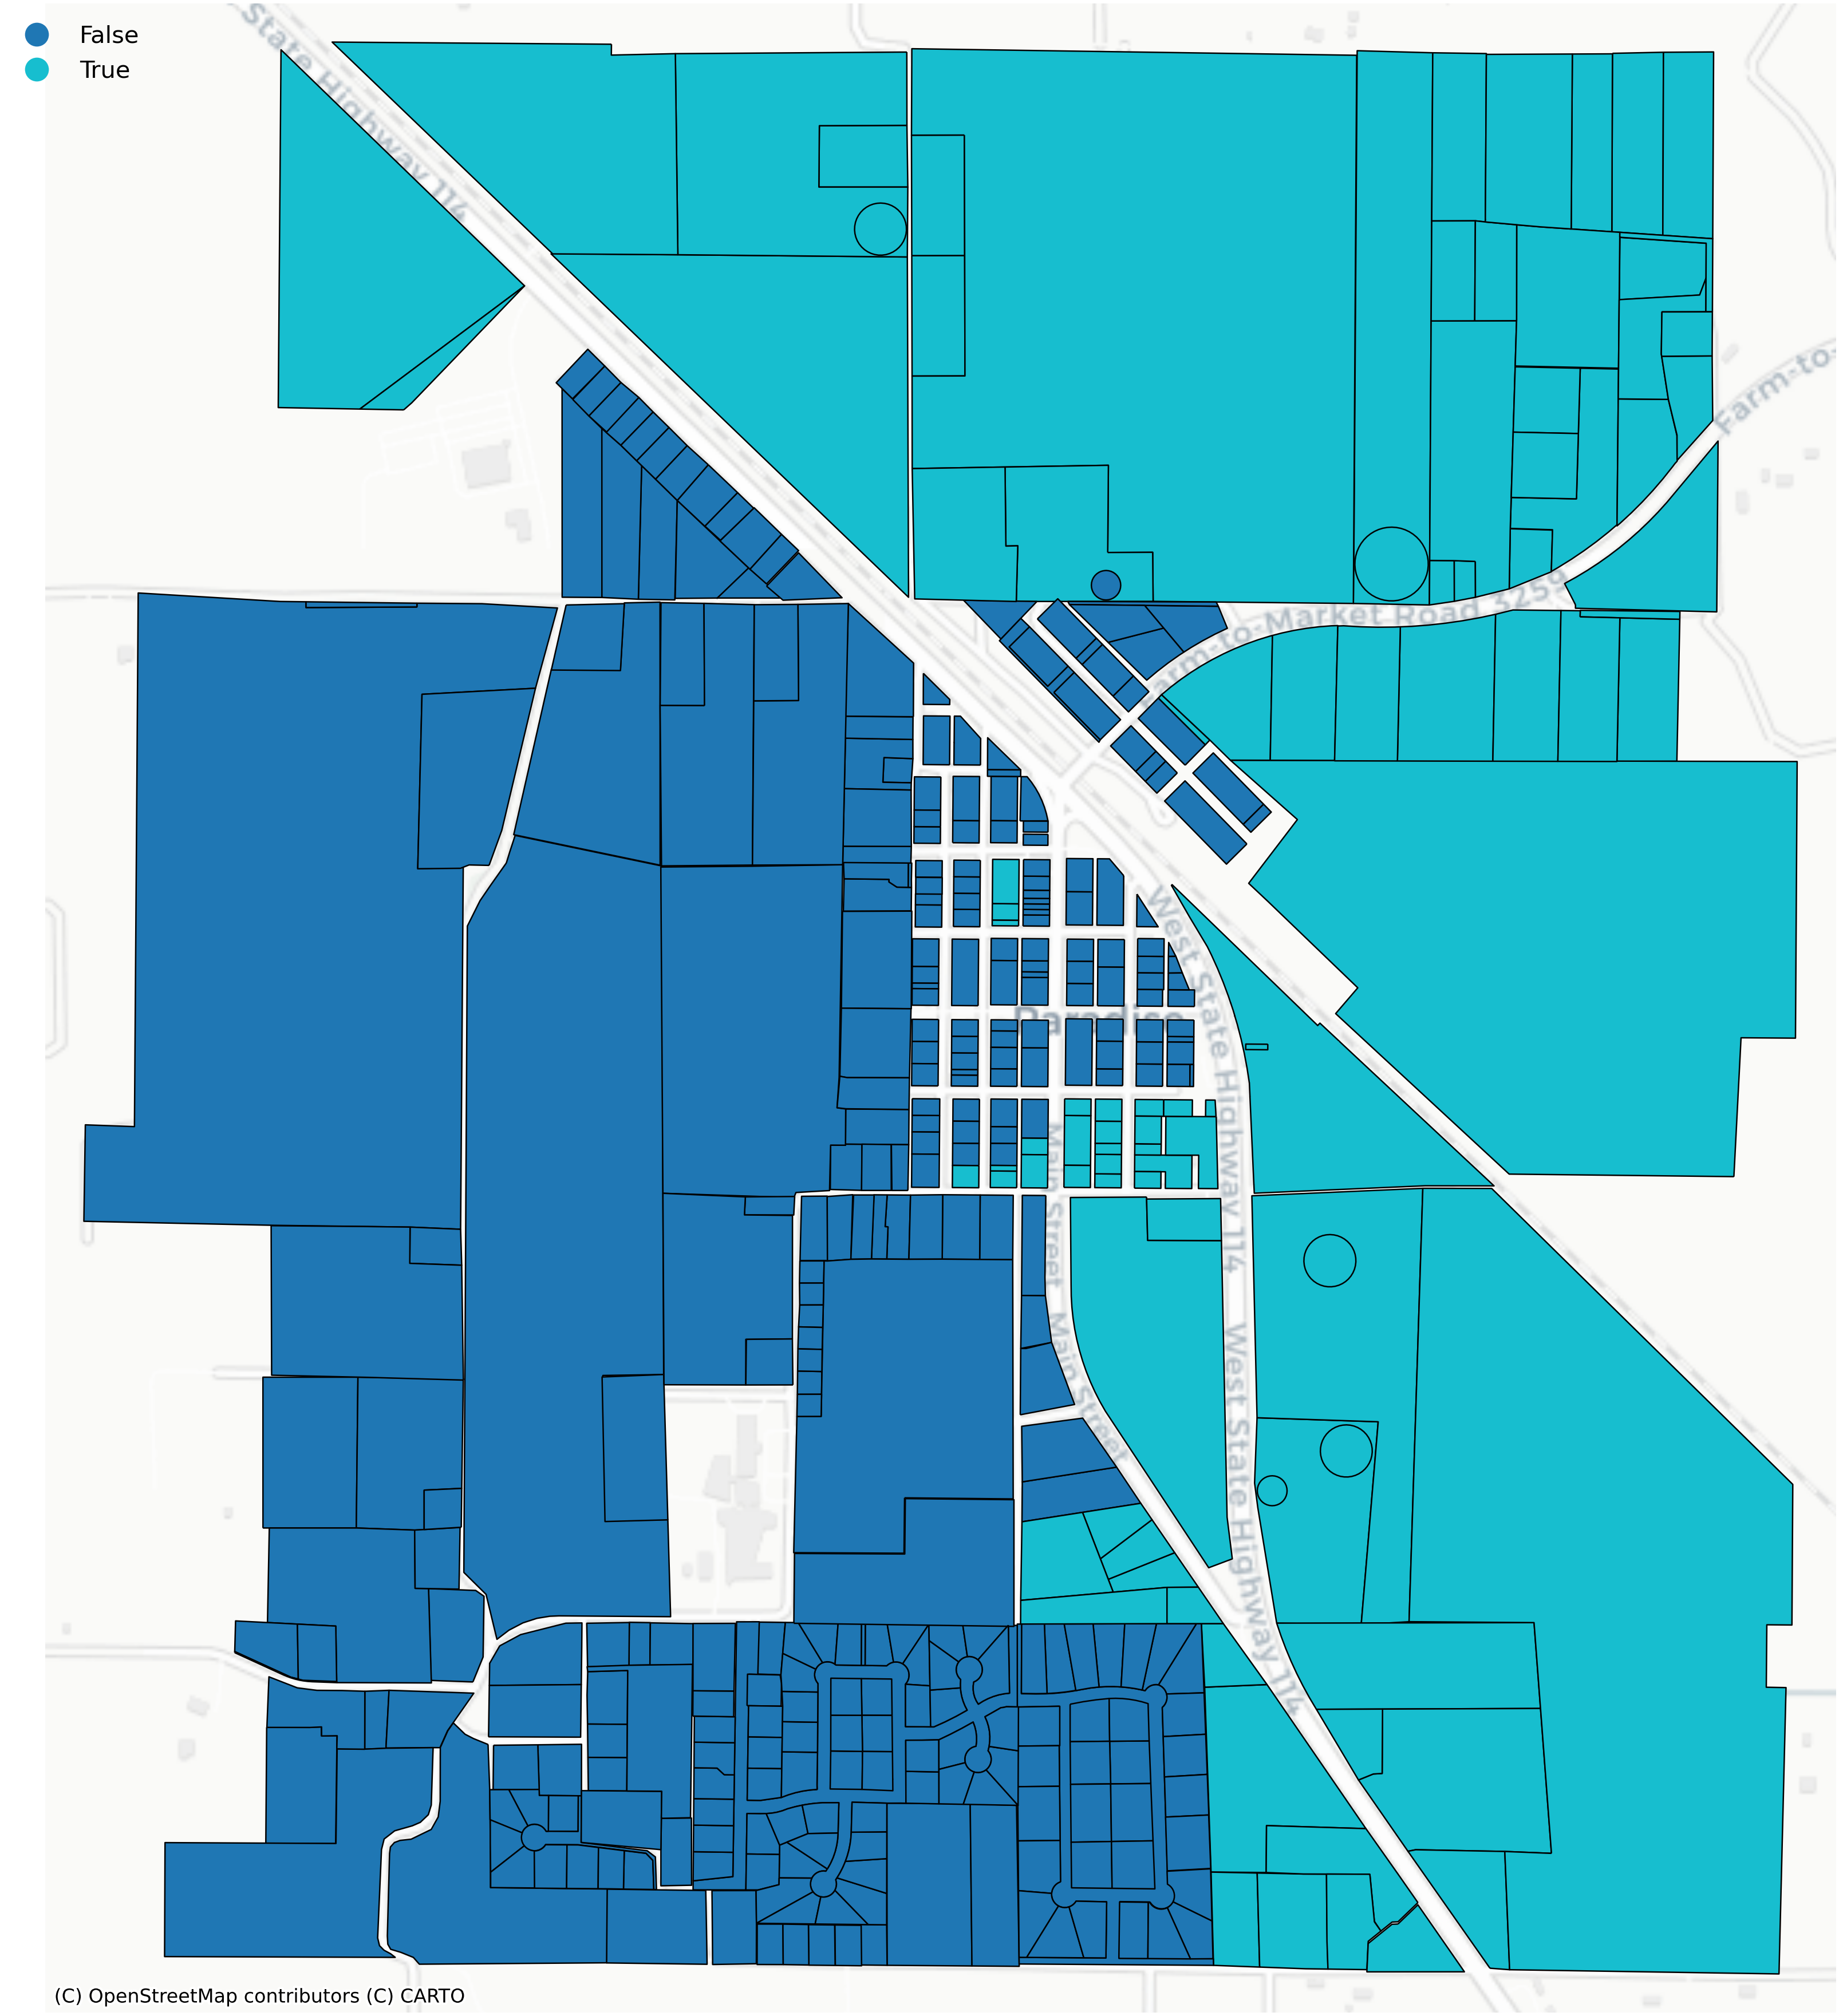 False
True
State Highway 114
Farm-to-
Farm-to-Market Road 3259
West State Highway 114
Paradise
Main Street
Main Street
West State Highway 114
(C) OpenStreetMap contributors (C) CARTO